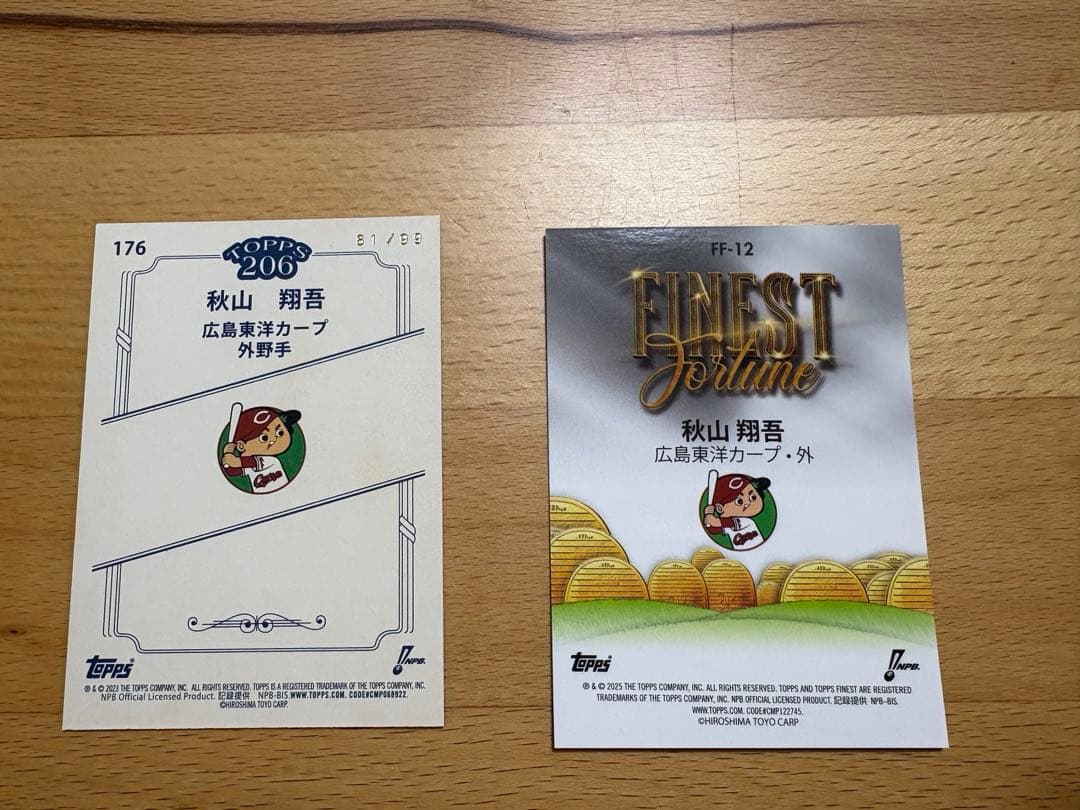 176
81/99
TOPPS
206
秋山 翔吾
広島東洋カープ
外野手
C
Carp
topps
NPB.
® & © 2023 THE TOPPS COMPANY, INC. ALL RIGHTS RESERVED. TOPPS IS A REGISTERED TRADEMARK OF THE TOPPS COMPANY, INC.
NPB Official Licensed Product. 記録提供 NPB-BIS. WWW.TOPPS.COM. CODE#CMP068922.
©HIROSHIMA TOYO CARP.
FF-12
FINEST
Fortune
秋山 翔吾
広島東洋カープ・外
C
Carp
topps
NPB.
® & © 2025 THE TOPPS COMPANY, INC. ALL RIGHTS RESERVED. TOPPS AND TOPPS FINEST ARE REGISTERED
TRADEMARKS OF THE TOPPS COMPANY, INC. NPB OFFICIAL LICENSED PRODUCT. 記録提供 NPB-BIS.
WWW.TOPPS.COM. CODE#CMP122745.
©HIROSHIMA TOYO CARP